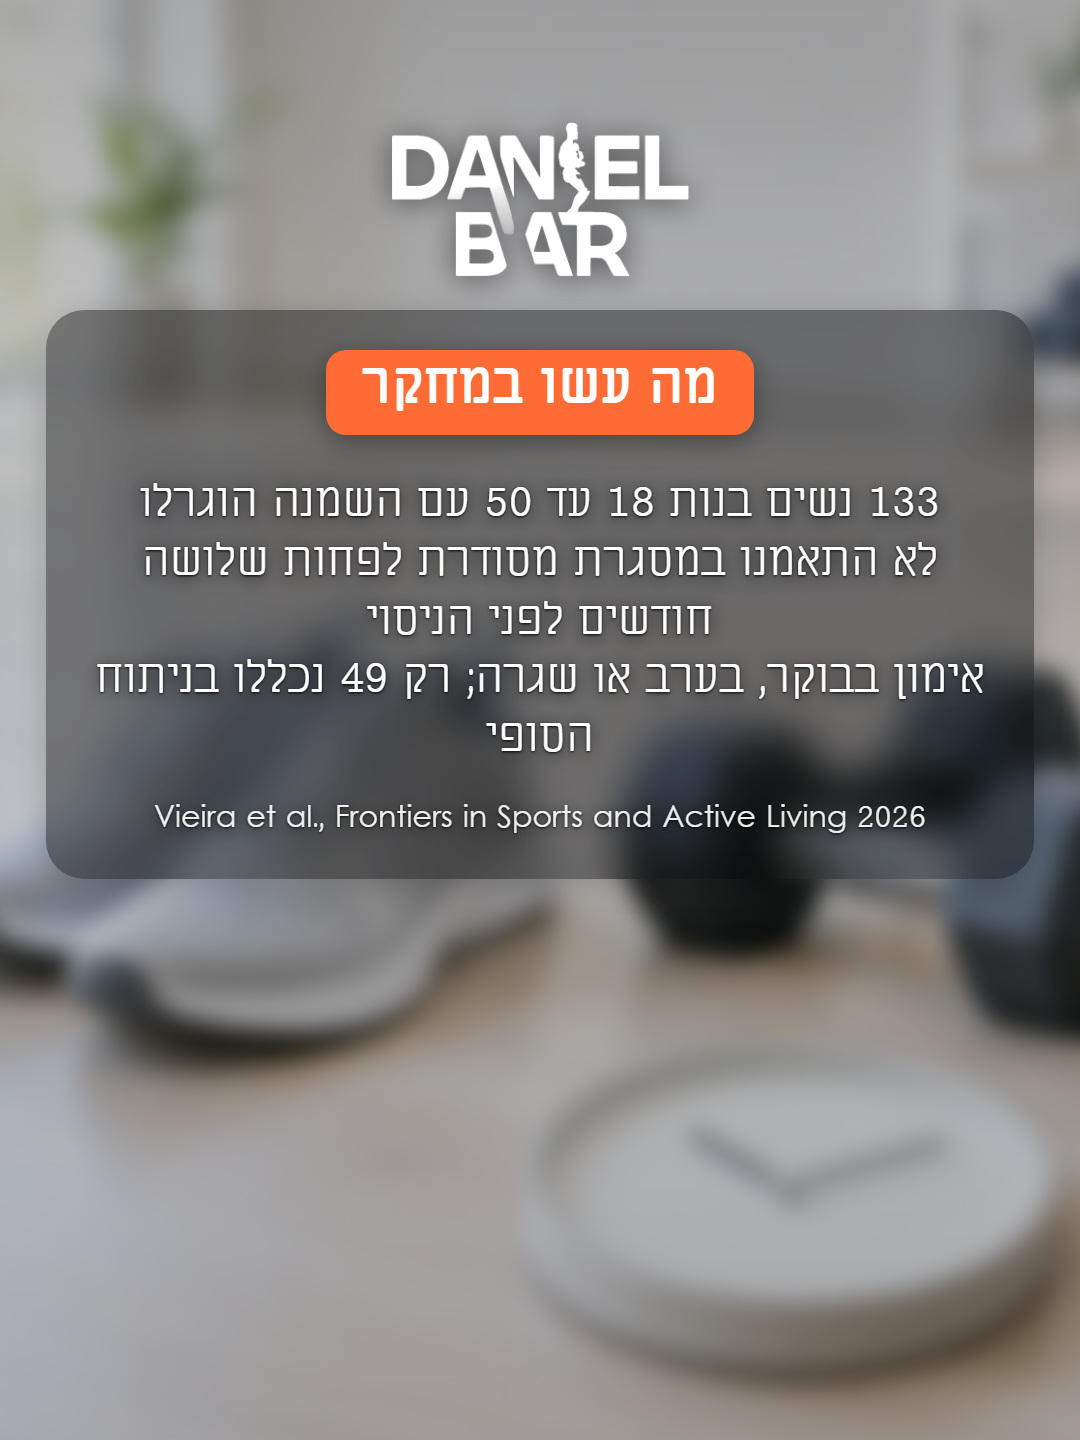 DANIEL
BAR
מה עשו במחקר
133 נשים בנות 18 עד 50 עם השמנה הוגרלו
לא התאמנו במסגרת מסודרת לפחות שלושה
חודשים לפני הניסוי
אימון בבוקר, בערב או שגרה; רק 49 נכללו בניתוח
הסופי
Vieira et al., Frontiers in Sports and Active Living 2026